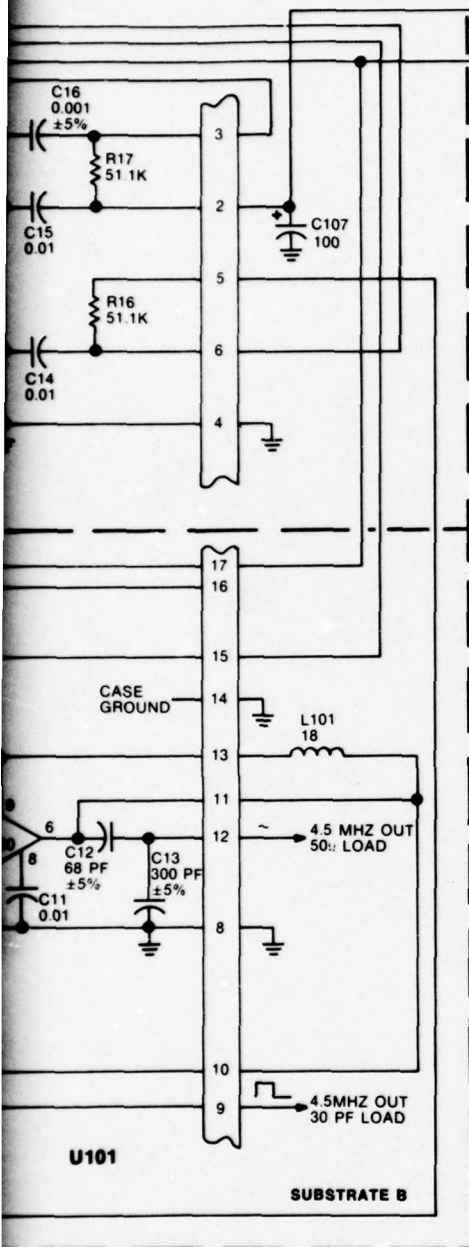 C16
0.001
±5%
3
R17
51.1K
2
+
C107
100
C15
0.01
5
R16
51.1K
6
C14
0.01
4
17
16
15
CASE
GROUND
14
L101
18
13
11
6
12
~
4.5 MHZ OUT
50Ω LOAD
8
C12
68 PF
±5%
C13
300 PF
±5%
C11
0.01
8
10
9
4.5MHZ OUT
30 PF LOAD
U101
SUBSTRATE B